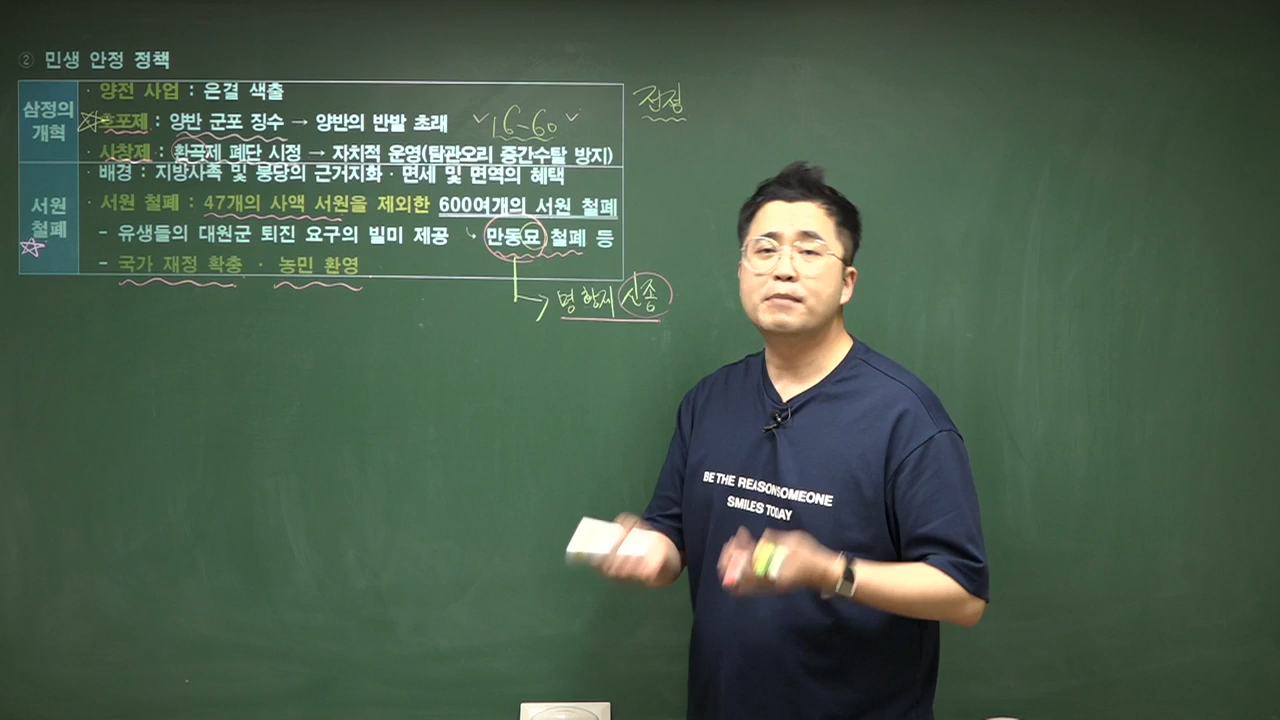 ② 민생 안정 정책
삼정의 개혁
· 양전 사업 : 은결 색출
· 호포제 : 양반 군포 징수 → 양반의 반발 초래
16-60
· 사창제 : 환곡제 폐단 시정 → 자치적 운영(탐관오리 중간수탈 방지)
전정
서원 철폐
· 배경 : 지방사족 및 붕당의 근거지화 · 면세 및 면역의 혜택
· 서원 철폐 : 47개의 사액 서원을 제외한 600여개의 서원 철폐
- 유생들의 대원군 퇴진 요구의 빌미 제공 만동묘 철폐 등
- 국가 재정 확충 · 농민 환영
명 황제 신종
BE THE REASON SOMEONE
SMILES TODAY